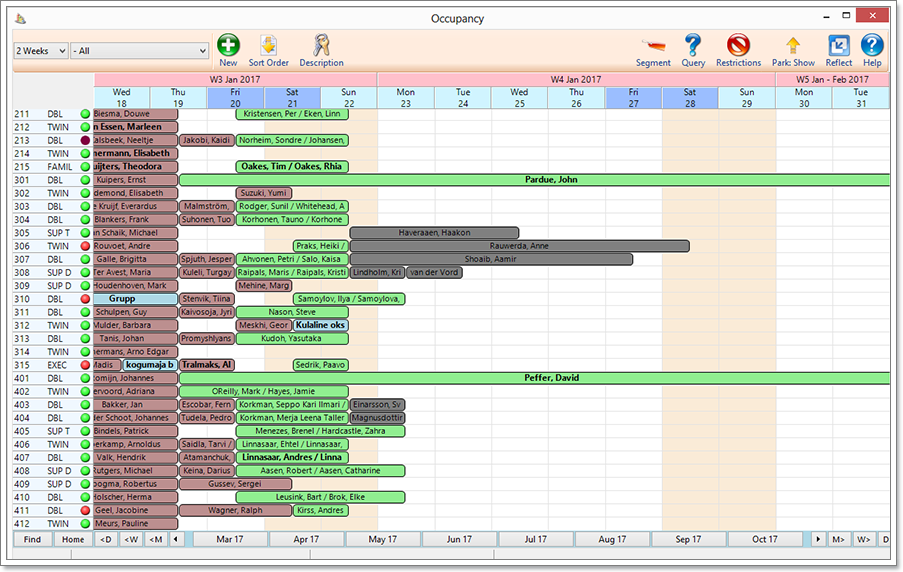 Occupancy
2 Weeks - All New Sort Order Description Segment Query Restrictions Park: Show Reflect Help
W3 Jan 2017 W4 Jan 2017 W5 Jan - Feb 2017
Wed Thu Fri Sat Sun Mon Tue Wed Thu Fri Sat Sun Mon Tue
18 19 20 21 22 23 24 25 26 27 28 29 30 31
211 DBL Biesma, Douwe Kristensen, Per / Eken, Linn
212 TWIN n Essen, Marleen
213 DBL alsbeek, Neeltje Jakobi, Kaidi Norheim, Sondre / Johansen,
214 TWIN hermann, Elisabeth
215 FAMIL uijters, Theodora Oakes, Tim / Oakes, Rhia
301 DBL Kuipers, Ernst Pardue, John
302 TWIN demond, Elisabeth Suzuki, Yumi
303 DBL e Kruijf, Everardus Malmström, Rodger, Sunil / Whitehead, A
304 DBL Blankers, Frank Suhonen, Tuo Korhonen, Tauno / Korhone
305 SUP T n Schaik, Michael Haveraaen, Haakon
306 TWIN Rouvoet, Andre Praks, Heiki / Rauwerda, Anne
307 DBL Galle, Brigitta Spjuth, Jesper Ahvonen, Petri / Salo, Kaisa Shoaib, Aamir
308 SUP D Ter Avest, Maria Kuleli, Turgay Raipals, Maris / Raipals, Kristi Lindholm, Kri van der Vord
309 SUP D Houdenhoven, Mark Mehine, Marg
310 DBL Grupp Stenvik, Tiina Samoylov, Ilya / Samoylova,
311 DBL Schulpen, Guy Kaivosoja, Jyri Nason, Steve
312 TWIN Mulder, Barbara Meskhi, Geor Kulaline oks
313 DBL Tanis, Johan Promyshlyans Kudoh, Yasutaka
314 TWIN hermans, Arno Edgar
315 EXEC Madis kogumaja b Tralmaks, Al Sedrik, Paavo
401 DBL Romijn, Johannes Peffer, David
402 TWIN ervoord, Adriana OReilly, Mark / Hayes, Jamie
403 DBL Bakker, Jan Escobar, Fern Korkman, Seppo Kari Ilmari / Einarsson, Sv
404 DBL er Schoot, Johannes Tudela, Pedro Korkman, Merja Leena Taller Magnusdottir
405 SUP T Bindels, Patrick Menezes, Brenel / Hardcastle, Zahra
406 TWIN erkamp, Arnoldus Saidla, Tarvi / Linnasaar, Ehtel / Linnasaar,
407 DBL Valk, Hendrik Atamanchuk, Linnasaar, Andres / Linna
408 SUP D Rutgers, Michael Keina, Darius Aasen, Robert / Aasen, Catharine
409 SUP D ogma, Robertus Gussev, Sergei
410 DBL Holscher, Herma Leusink, Bart / Brok, Elke
411 DBL Geel, Jacobine Wagner, Ralph Kirss, Andres
412 TWIN Meurs, Pauline
Find Home <D <W <M Mar 17 Apr 17 May 17 Jun 17 Jul 17 Aug 17 Sep 17 Oct 17 M> W> D